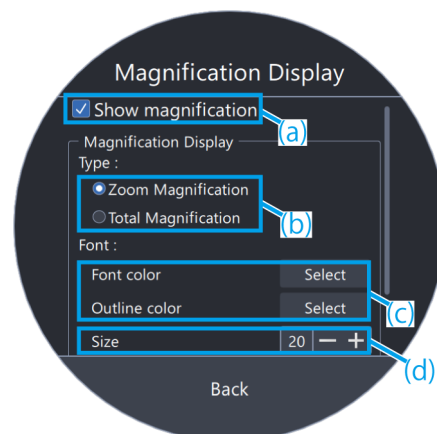 Magnification Display
Show magnification
(a)
Magnification Display
Type :
Zoom Magnification
Total Magnification
(b)
Font :
Font color Select
Outline color Select
(c)
Size 20
(d)
Back